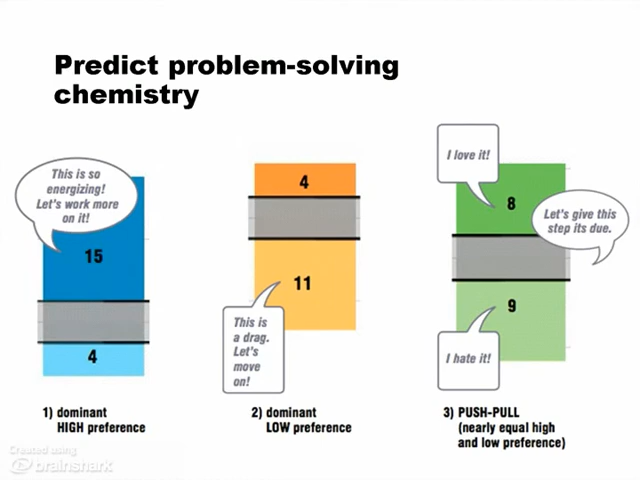 Predict problem-solving
chemistry
This is so
energizing!
Let's work more
on it!
15
4
1) dominant
HIGH preference
4
11
This is
a drag.
Let's
move
on!
2) dominant
LOW preference
I love it!
8
Let's give this
step its due.
9
I hate it!
3) PUSH-PULL
(nearly equal high
and low preference)
Created using
brainshark